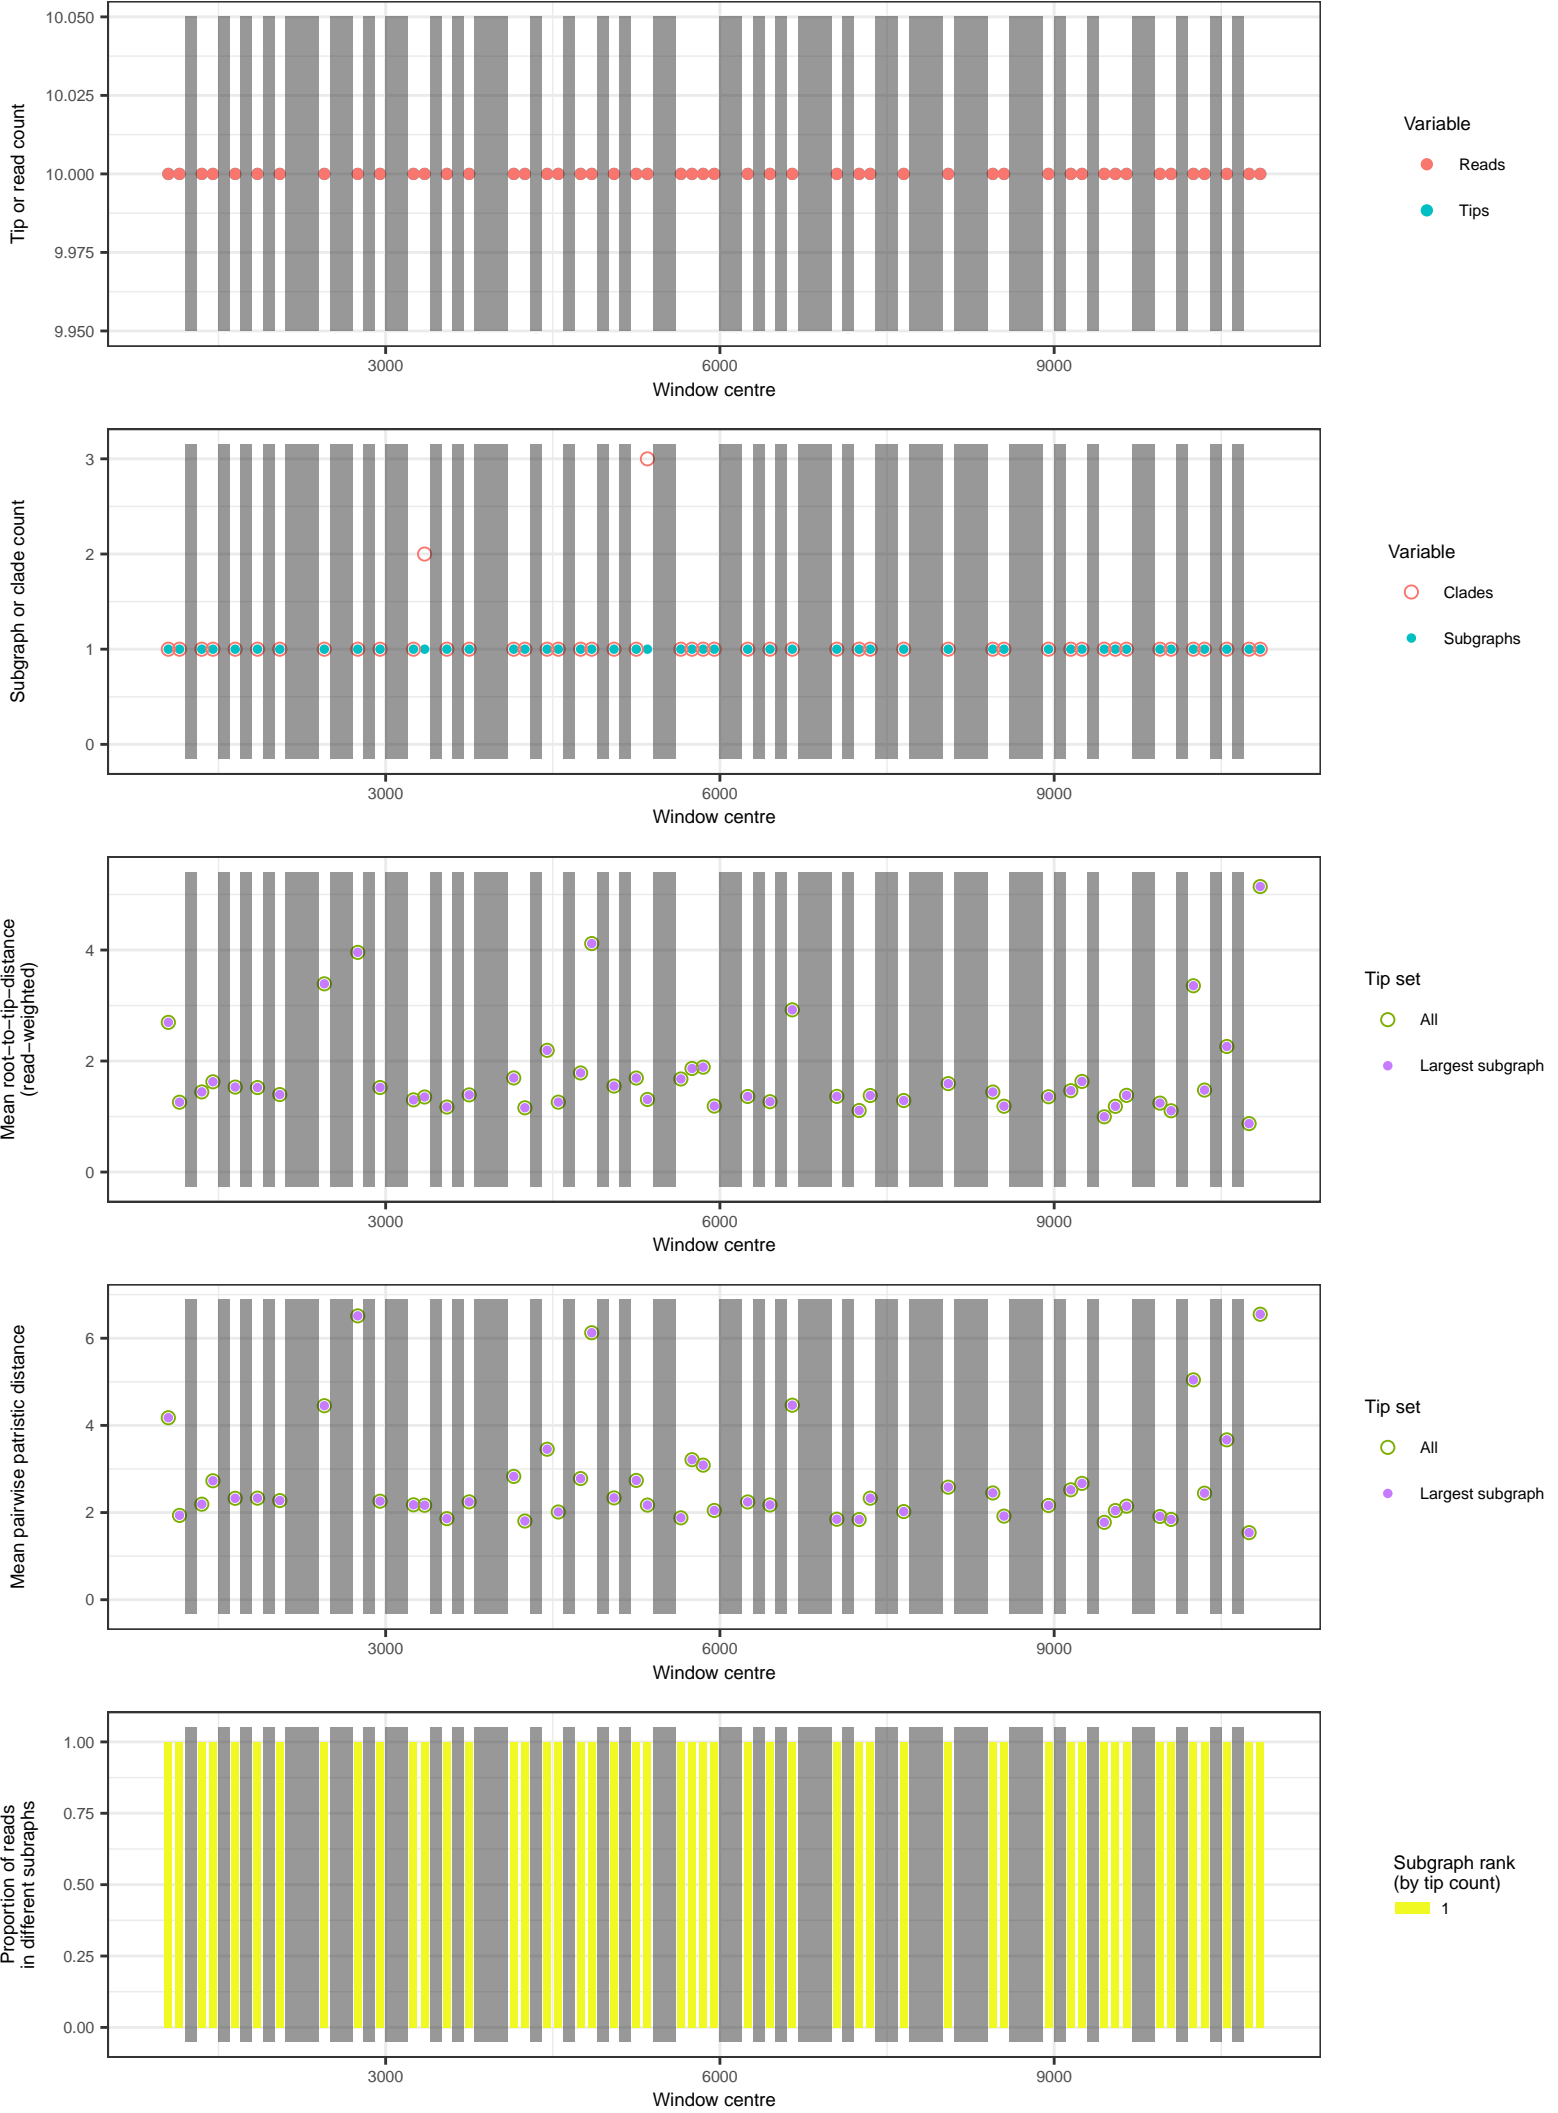 10.050
10.025
10.000
9.975
9.950
Tip or read count
3000
6000
9000
Window centre
Variable
Reads
Tips
3
2
1
0
Subgraph or clade count
3000
6000
9000
Window centre
Variable
Clades
Subgraphs
4
2
0
Mean root−to−tip−distance
(read−weighted)
3000
6000
9000
Window centre
Tip set
All
Largest subgraph
6
4
2
0
Mean pairwise patristic distance
3000
6000
9000
Window centre
Tip set
All
Largest subgraph
1.00
0.75
0.50
0.25
0.00
Proportion of reads
in different subraphs
3000
6000
9000
Window centre
Subgraph rank
(by tip count)
1